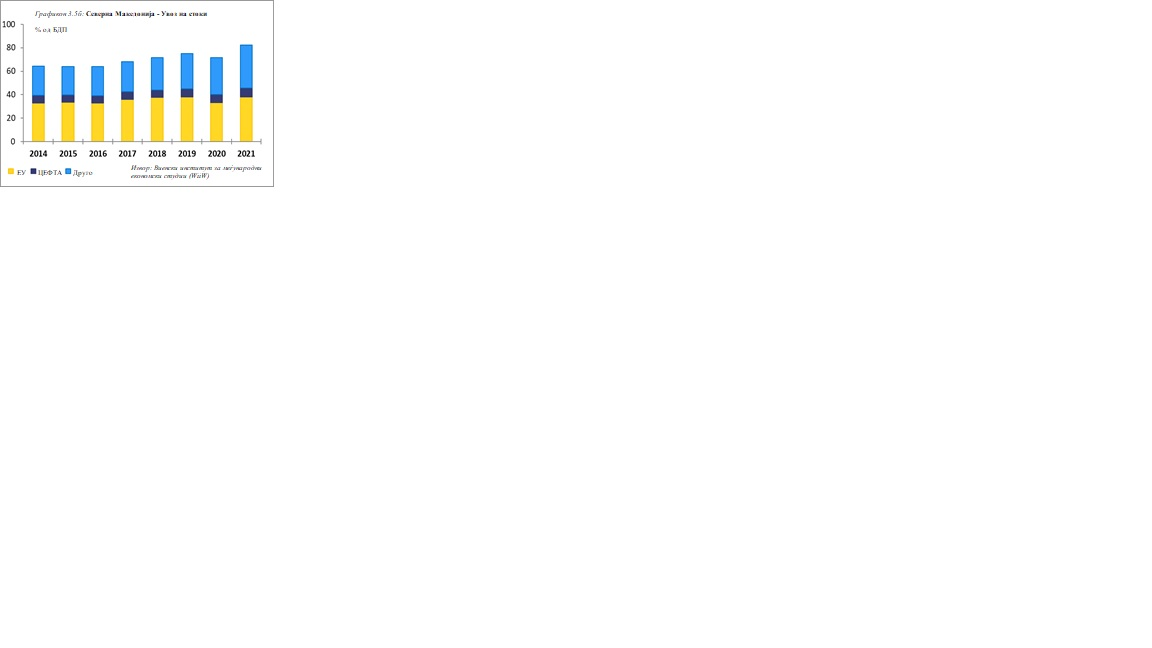 Графикон 3.5б: Северна Македонија - Увоз на стоки
% од БДП
100
80
60
40
20
0
2014 2015 2016 2017 2018 2019 2020 2021
ЕУ ЦЕФТА Друго
Извор: Виенски институт за меѓународни
економски студии (WiiW)